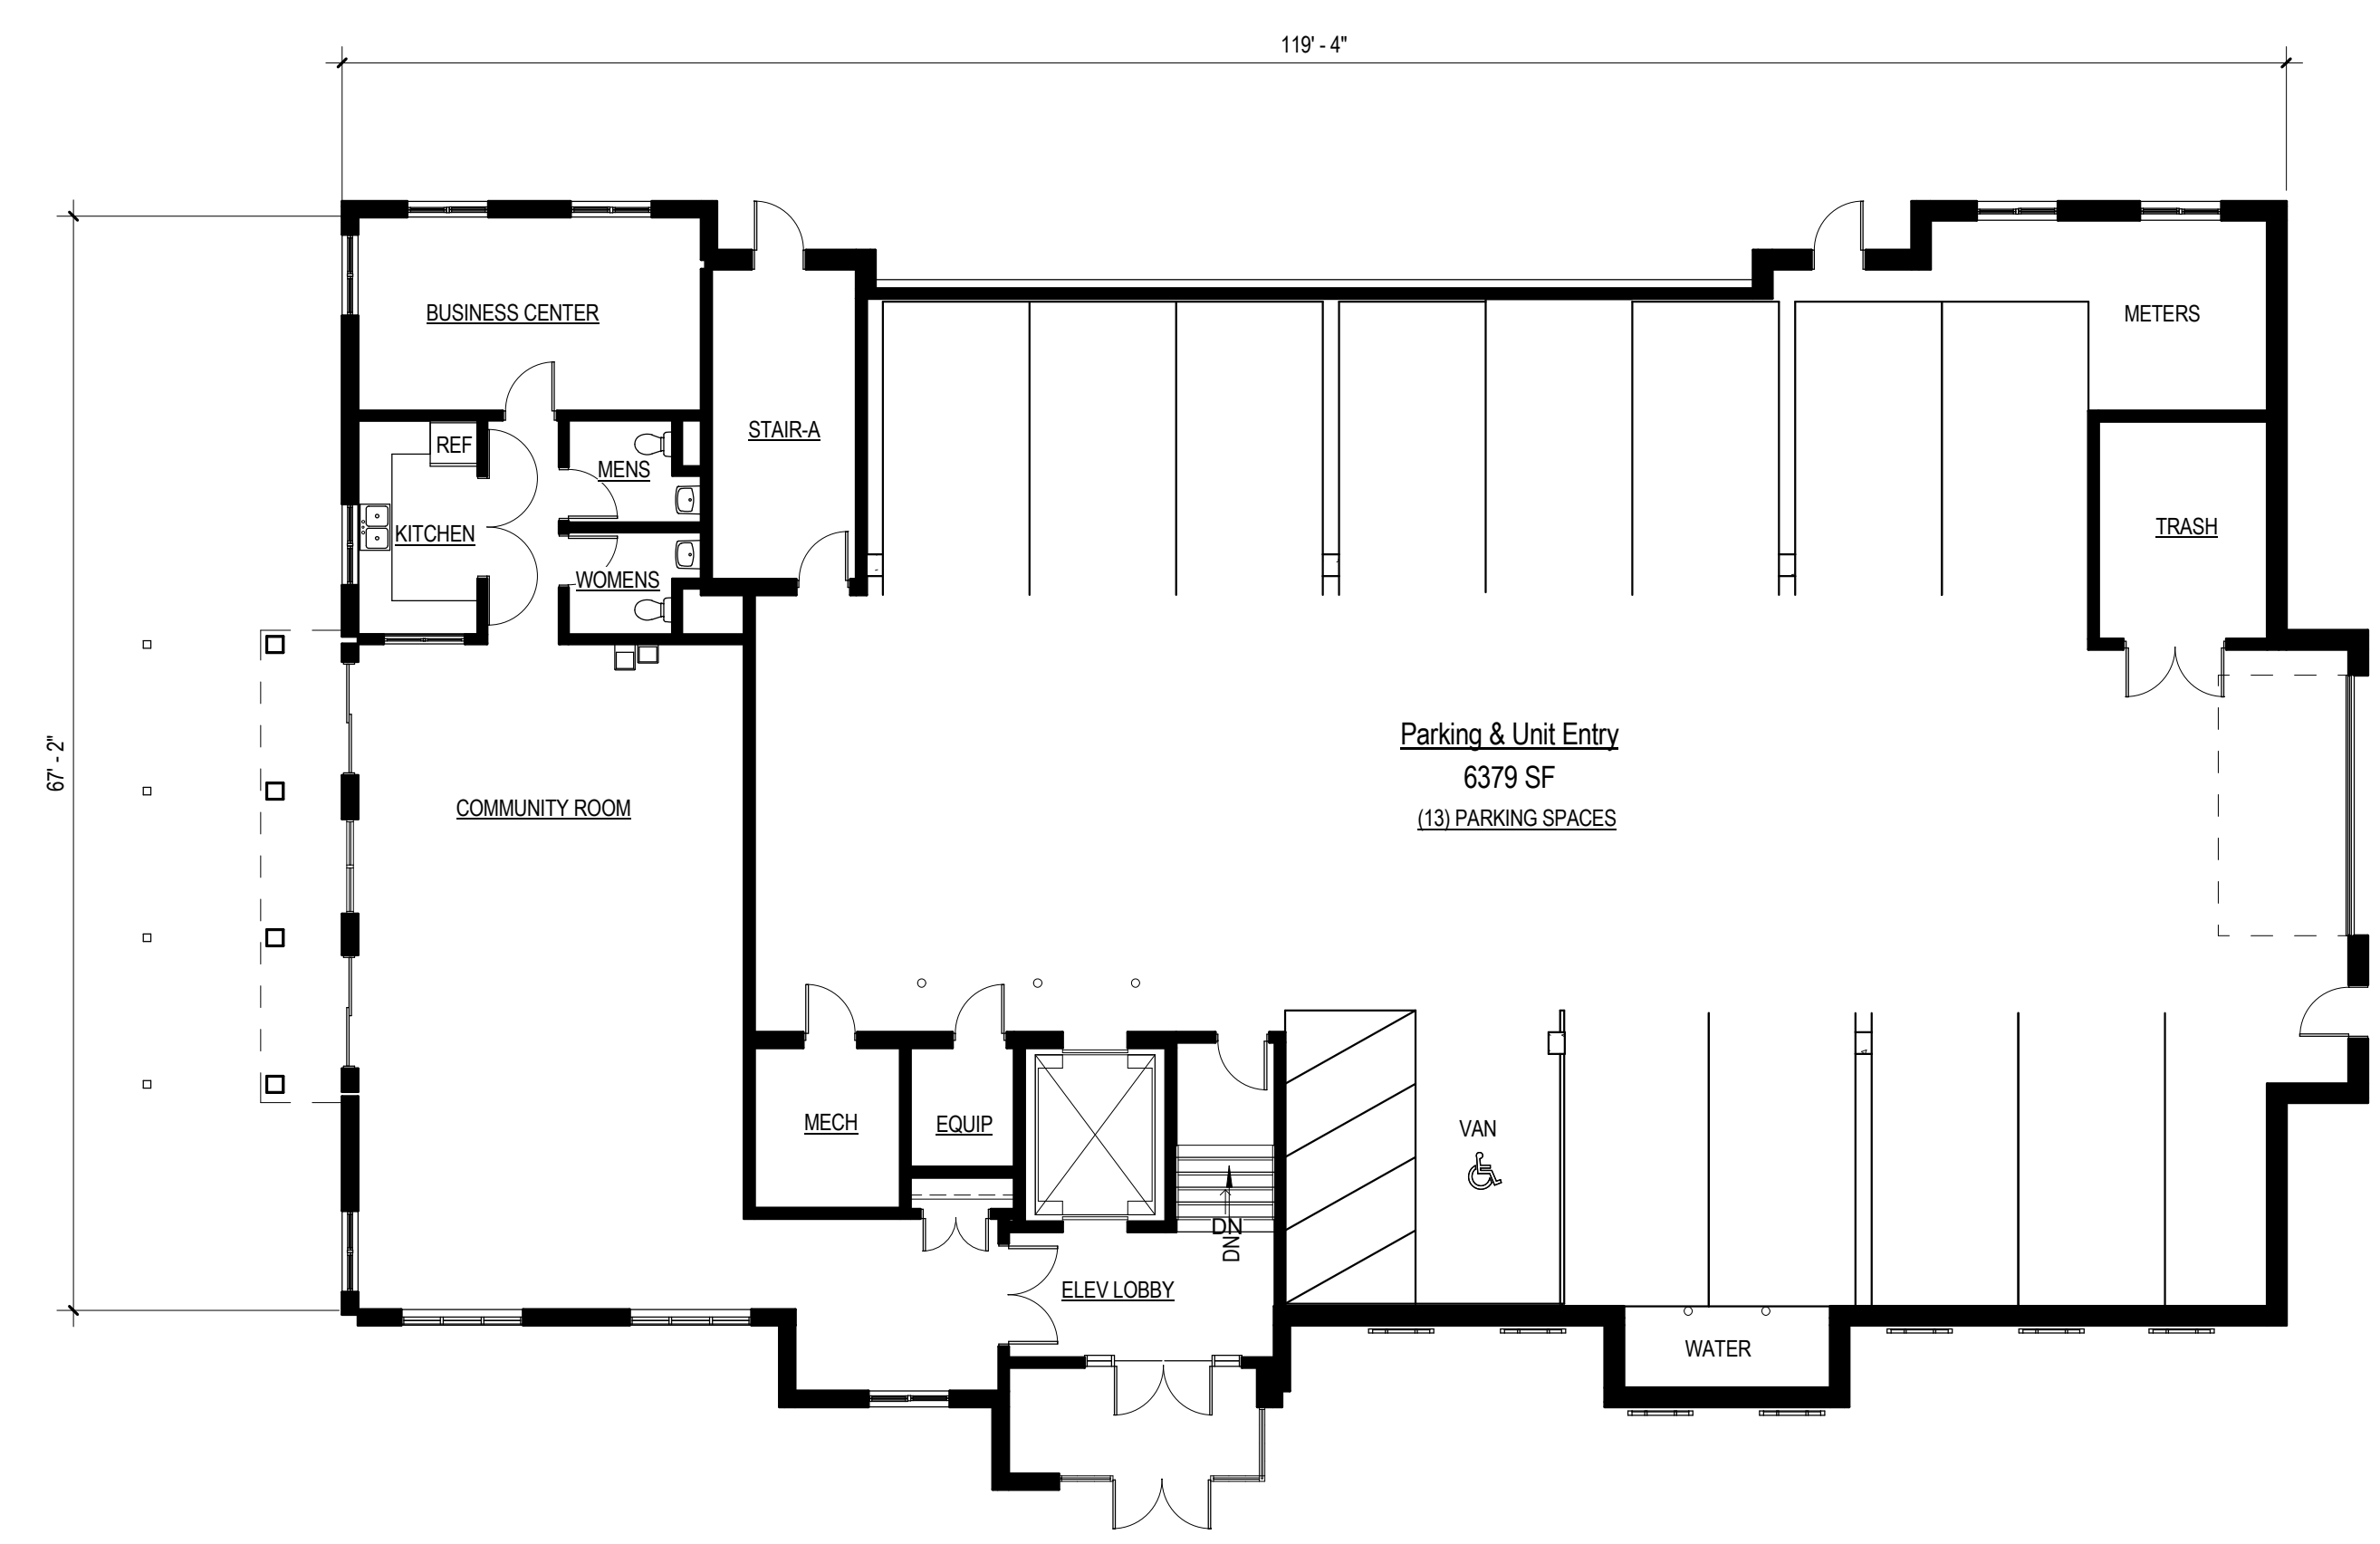 119' - 4"
67' - 2"
BUSINESS CENTER
METERS
STAIR-A
REF
MENS
KITCHEN
TRASH
WOMENS
Parking & Unit Entry
6379 SF
(13) PARKING SPACES
COMMUNITY ROOM
MECH
EQUIP
VAN
DN
DN
ELEV LOBBY
WATER